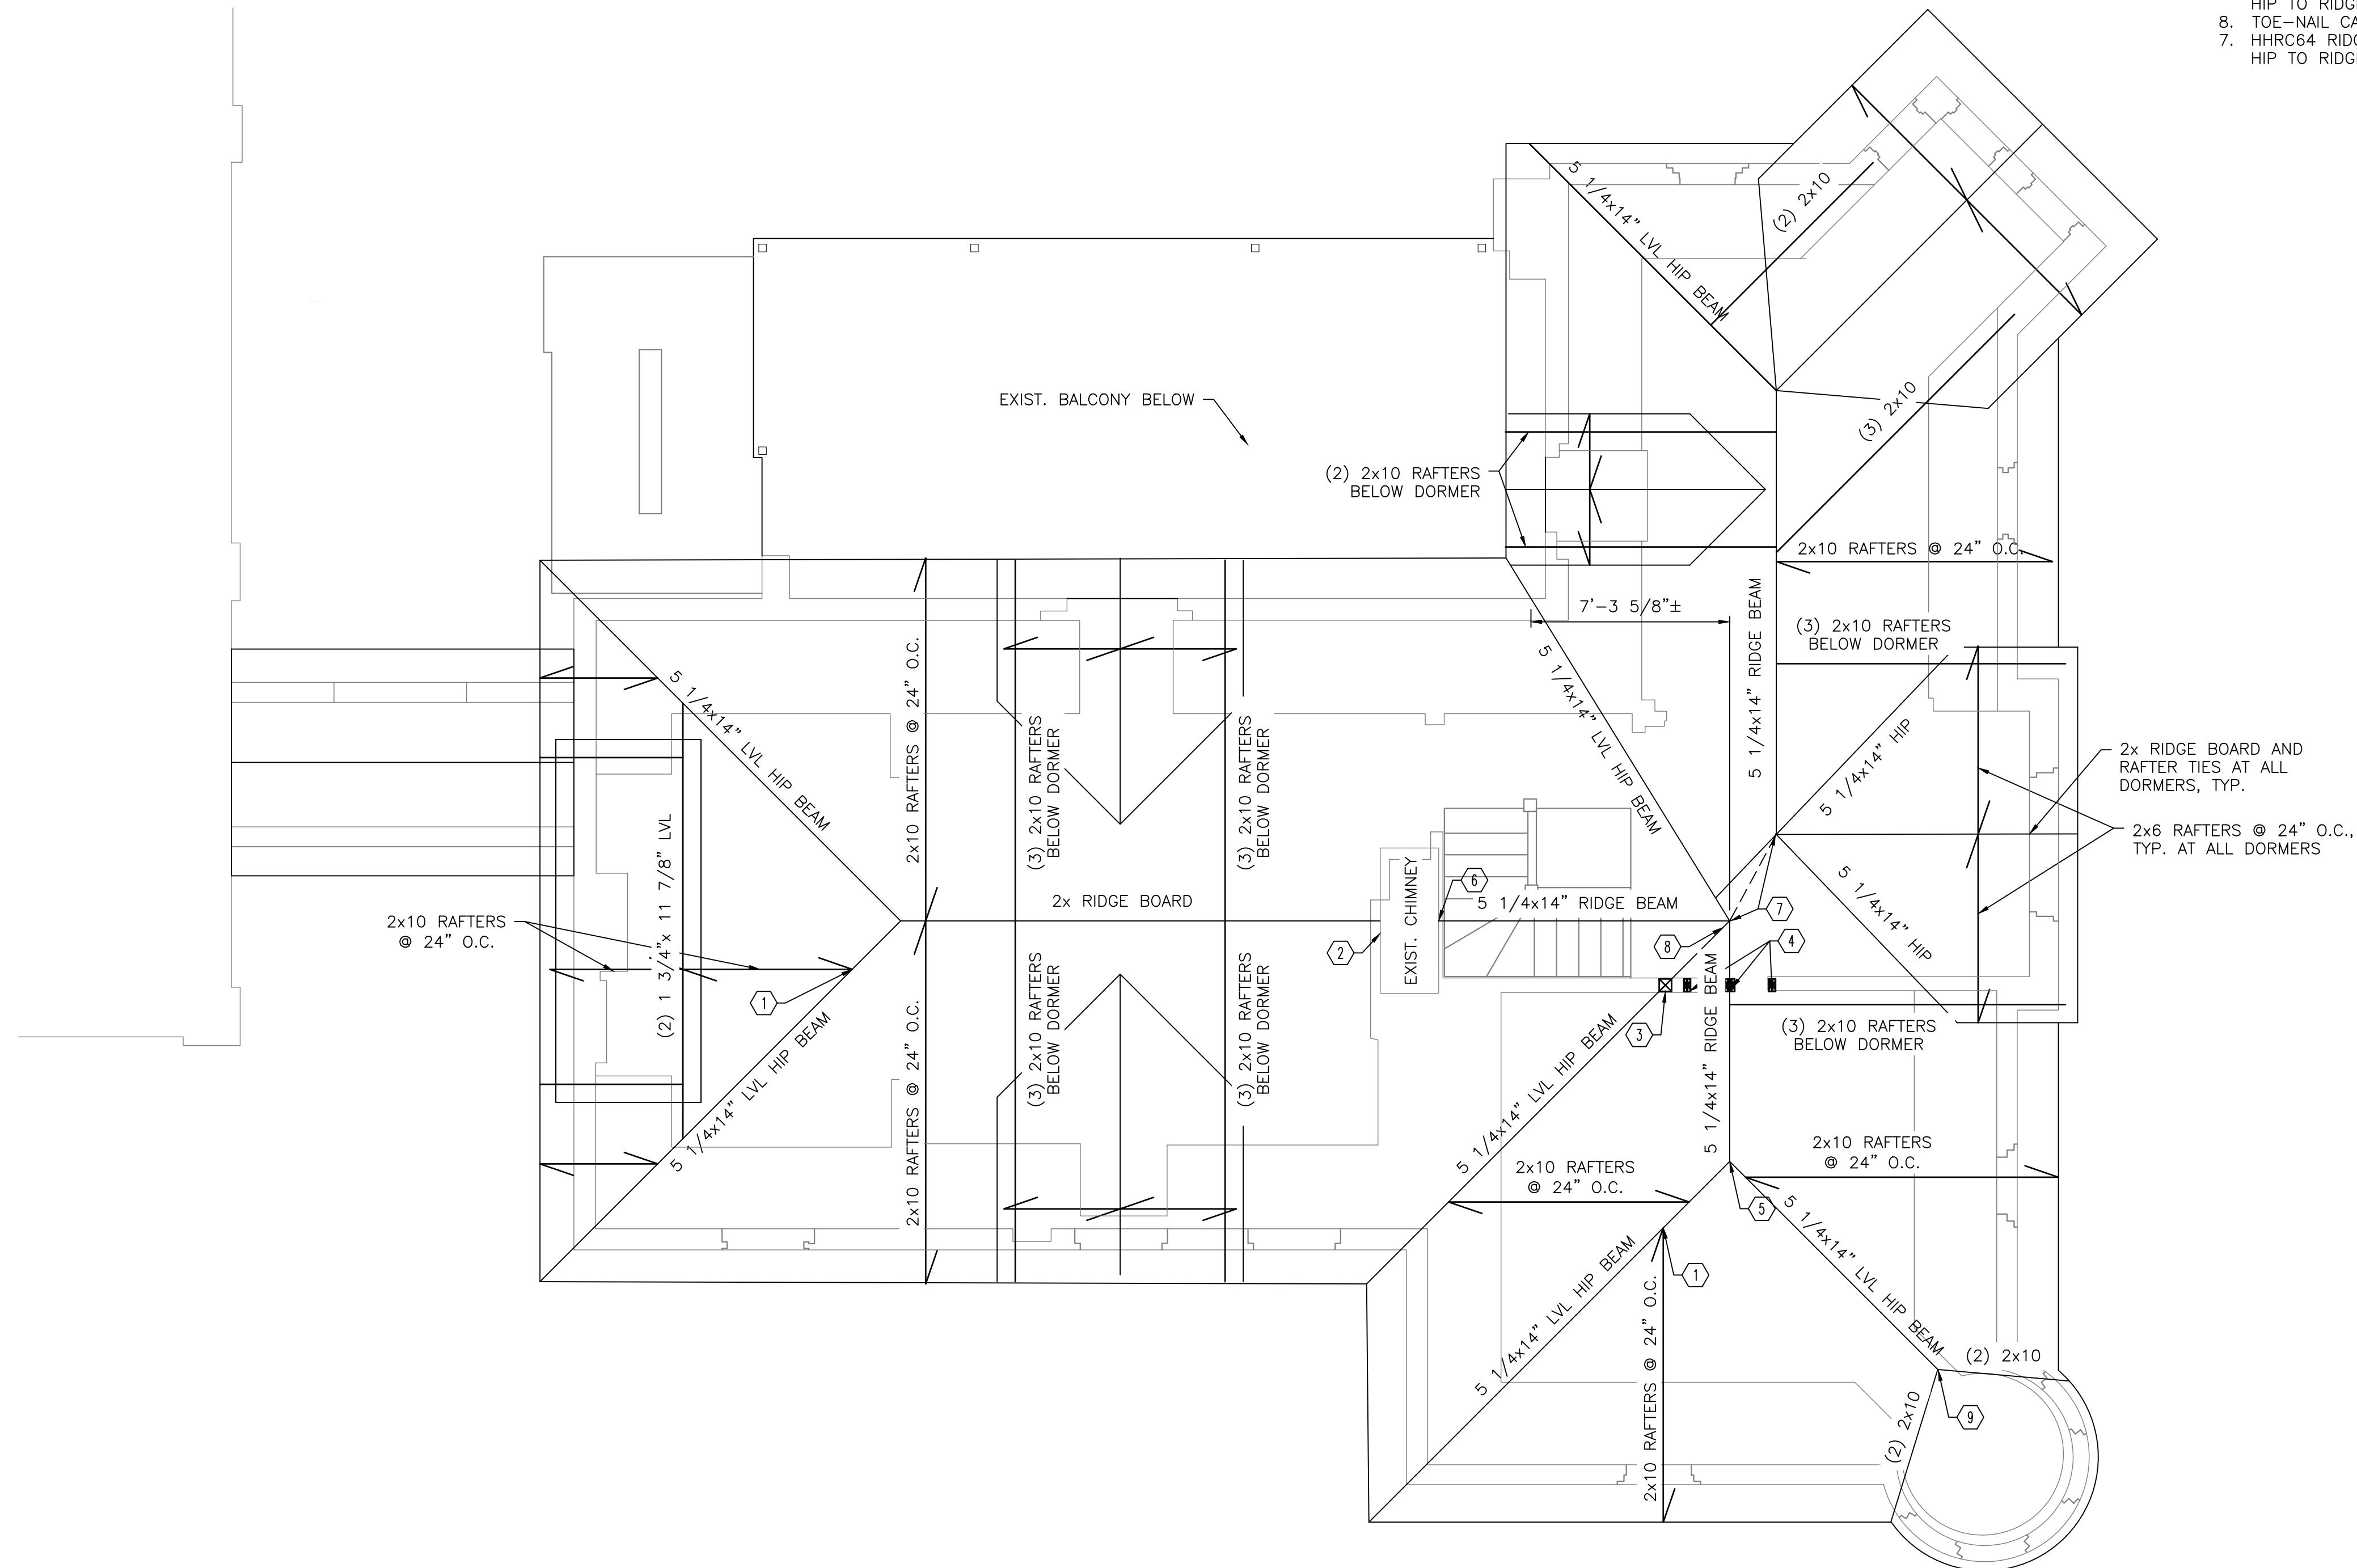 HIP TO RIDG
8. TOE-NAIL CA
7. HHRC64 RIDG
HIP TO RIDG
5 1/4x14" LVL HIP BEAM
(2) 2x10
EXIST. BALCONY BELOW
(2) 2x10 RAFTERS
BELOW DORMER
(3) 2x10
2x10 RAFTERS @ 24" O.C.
7'-3 5/8"±
5 1/4x14" RIDGE BEAM
(3) 2x10 RAFTERS
BELOW DORMER
5 1/4x14" LVL HIP BEAM
5 1/4x14" HIP
2x RIDGE BOARD AND
RAFTER TIES AT ALL
DORMERS, TYP.
2x6 RAFTERS @ 24" O.C.,
TYP. AT ALL DORMERS
5 1/4x14" HIP
5 1/4x14" LVL HIP BEAM
2x10 RAFTERS @ 24" O.C.
(3) 2x10 RAFTERS
BELOW DORMER
(3) 2x10 RAFTERS
BELOW DORMER
2x RIDGE BOARD
EXIST. CHIMNEY
6
5 1/4x14" RIDGE BEAM
7
2
8
4
2x10 RAFTERS
@ 24" O.C.
(2) 1 3/4"x 11 7/8" LVL
1
5 1/4x14" LVL HIP BEAM
2x10 RAFTERS @ 24" O.C.
(3) 2x10 RAFTERS
BELOW DORMER
(3) 2x10 RAFTERS
BELOW DORMER
3
5 1/4x14" RIDGE BEAM
(3) 2x10 RAFTERS
BELOW DORMER
5 1/4x14" LVL HIP BEAM
2x10 RAFTERS
@ 24" O.C.
2x10 RAFTERS
@ 24" O.C.
5
5 1/4x14" LVL HIP BEAM
1
5 1/4x14" LVL HIP BEAM
2x10 RAFTERS @ 24" O.C.
(2) 2x10
(2) 2x10
9